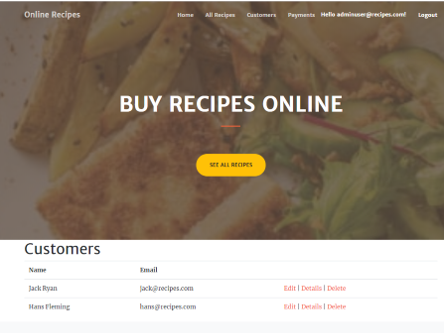 Online Recipes Home All Recipes Customers Payments Hello adminuser@recipes.com! Logout
BUY RECIPES ONLINE
SEE ALL RECIPES
Customers
Name Email
Jack Ryan jack@recipes.com Edit | Details | Delete
Hans Fleming hans@recipes.com Edit | Details | Delete